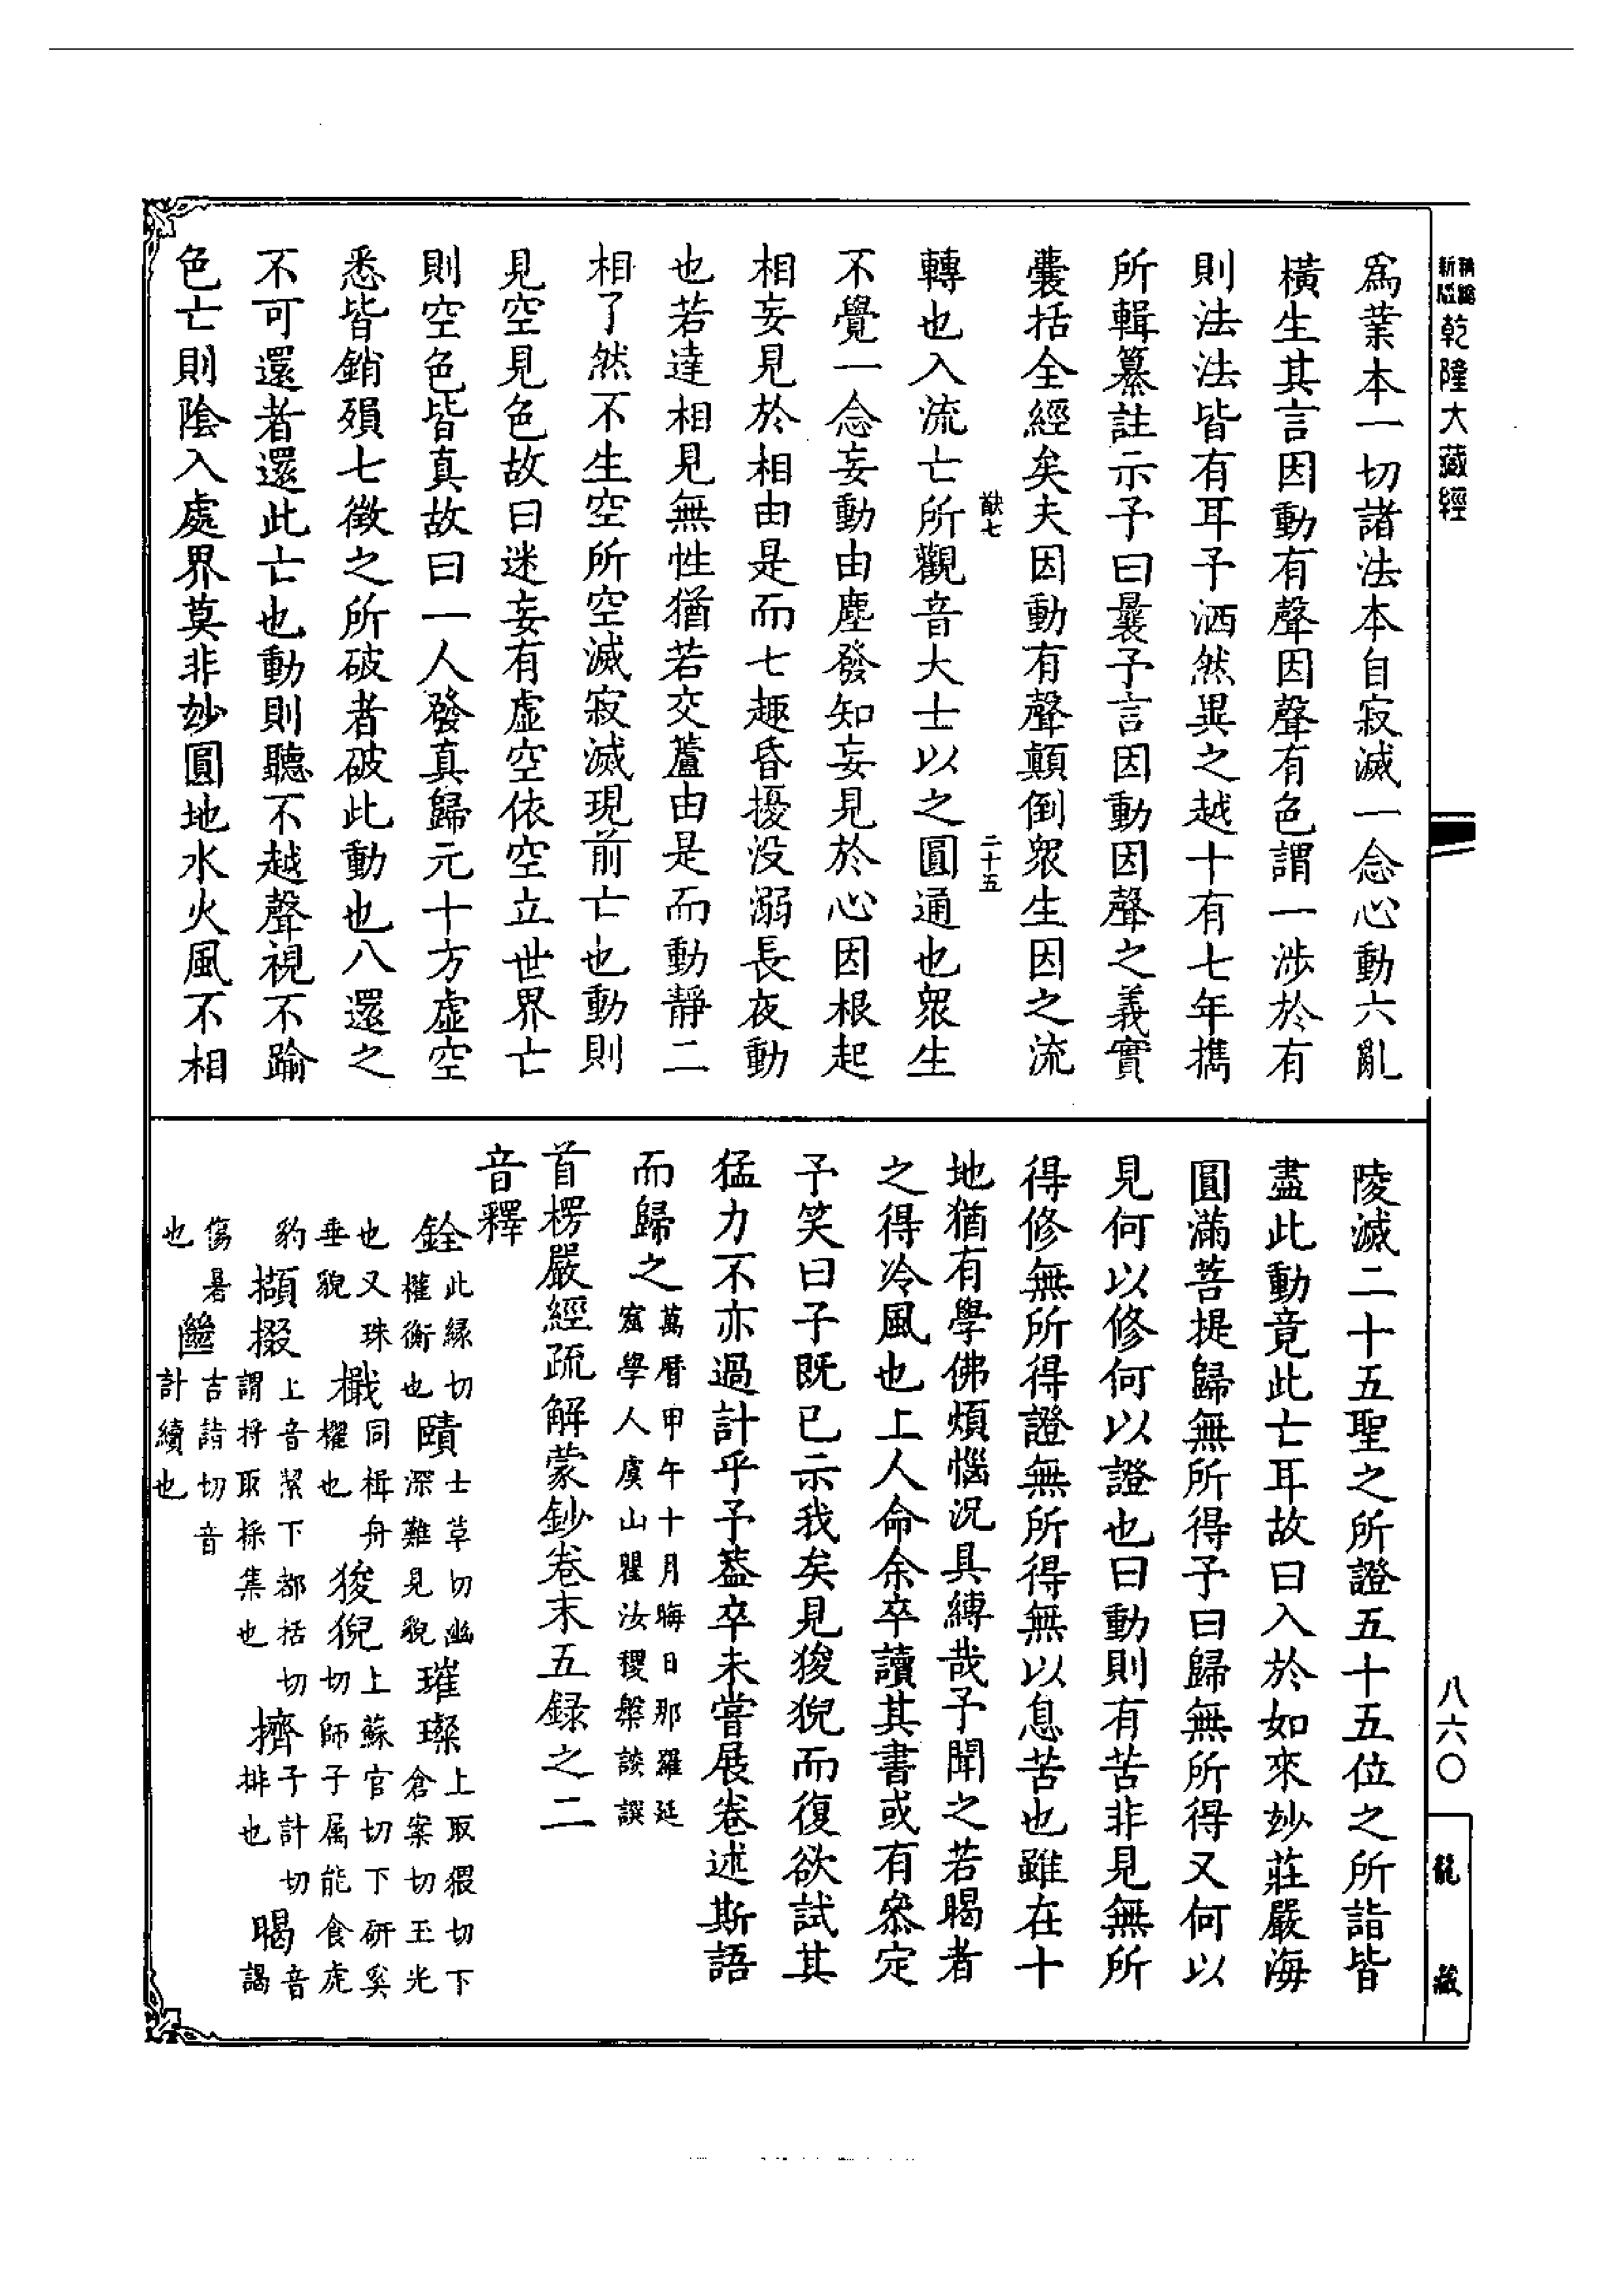 新編縮版乾隆大藏經
為業本一切諸法本自寂滅一念心動六亂
橫生其言因動有聲因聲有色謂一涉於有
則法法皆有耳予洒然異之越十有七年攜
所輯纂註示予曰曩子言因動因聲之義實
囊括全經矣夫因動有聲顛倒衆生因之流
猷七
二十五
轉也入流亡所觀音大士以之圓通也衆生
不覺一念妄動由塵發知妄見於心因根起
相妄見於相由是而七趣昏擾没溺長夜動
也若達相見無性猶若交蘆由是而動靜二
相了然不生空所空滅寂滅現前亡也動則
見空見色故曰迷妄有虛空依空立世界亡
則空色皆真故曰一人發真歸元十方虛空
悉皆銷殞七徵之所破者破此動也八還之
不可還者還此亡也動則聽不越聲視不踰
色亡則陰入處界莫非妙圓地水火風不相
陵滅二十五聖之所證五十五位之所詣皆
盡此動竟此亡耳故曰入於如來妙莊嚴海
圓滿菩提歸無所得予曰歸無所得又何以
見何以修何以證也曰動則有苦非見無所
得修無所得證無所得無以息苦也雖在十
地猶有學佛煩惱況具縛哉予聞之若暍者
之得冷風也上人命余卒讀其書或有叅定
予笑曰子既已示我矣見狻猊而復欲試其
猛力不亦過計乎予葢卒未嘗展卷述斯語
而歸之萬曆甲午十月晦日那羅延
窟學人虞山瞿汝稷槃談譔
首楞嚴經疏解蒙鈔卷末五録之二
音釋
銓此緣切權衡也賾士草切幽深難見貌璀璨上取猥切下倉案切玉光
也又珠垂貌檝同楫舟櫂也狻猊上蘇官切下研奚切師子属能食虎
豹擷掇上音絜下都括切謂捋取採集也擠子計切排也暍音謁
傷暑也㡭吉詣切音計續也
八六〇
龍藏